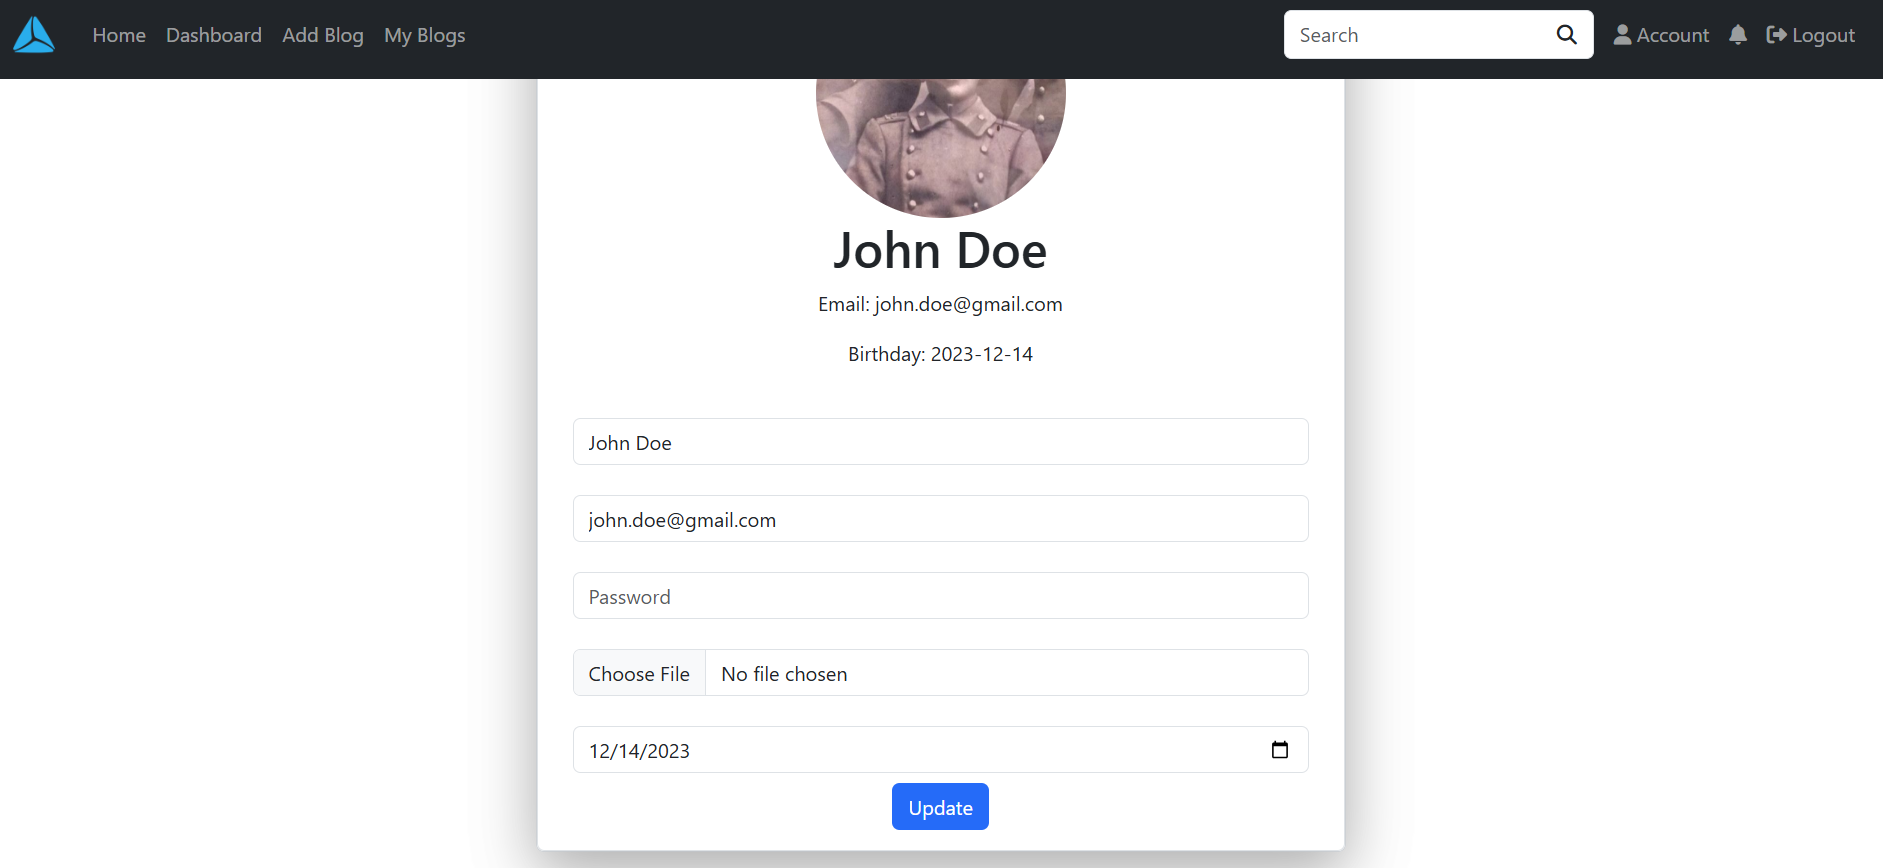 Home Dashboard Add Blog My Blogs Search Account Logout
John Doe
Email: john.doe@gmail.com
Birthday: 2023-12-14
John Doe
john.doe@gmail.com
Password
Choose File No file chosen
12/14/2023
Update